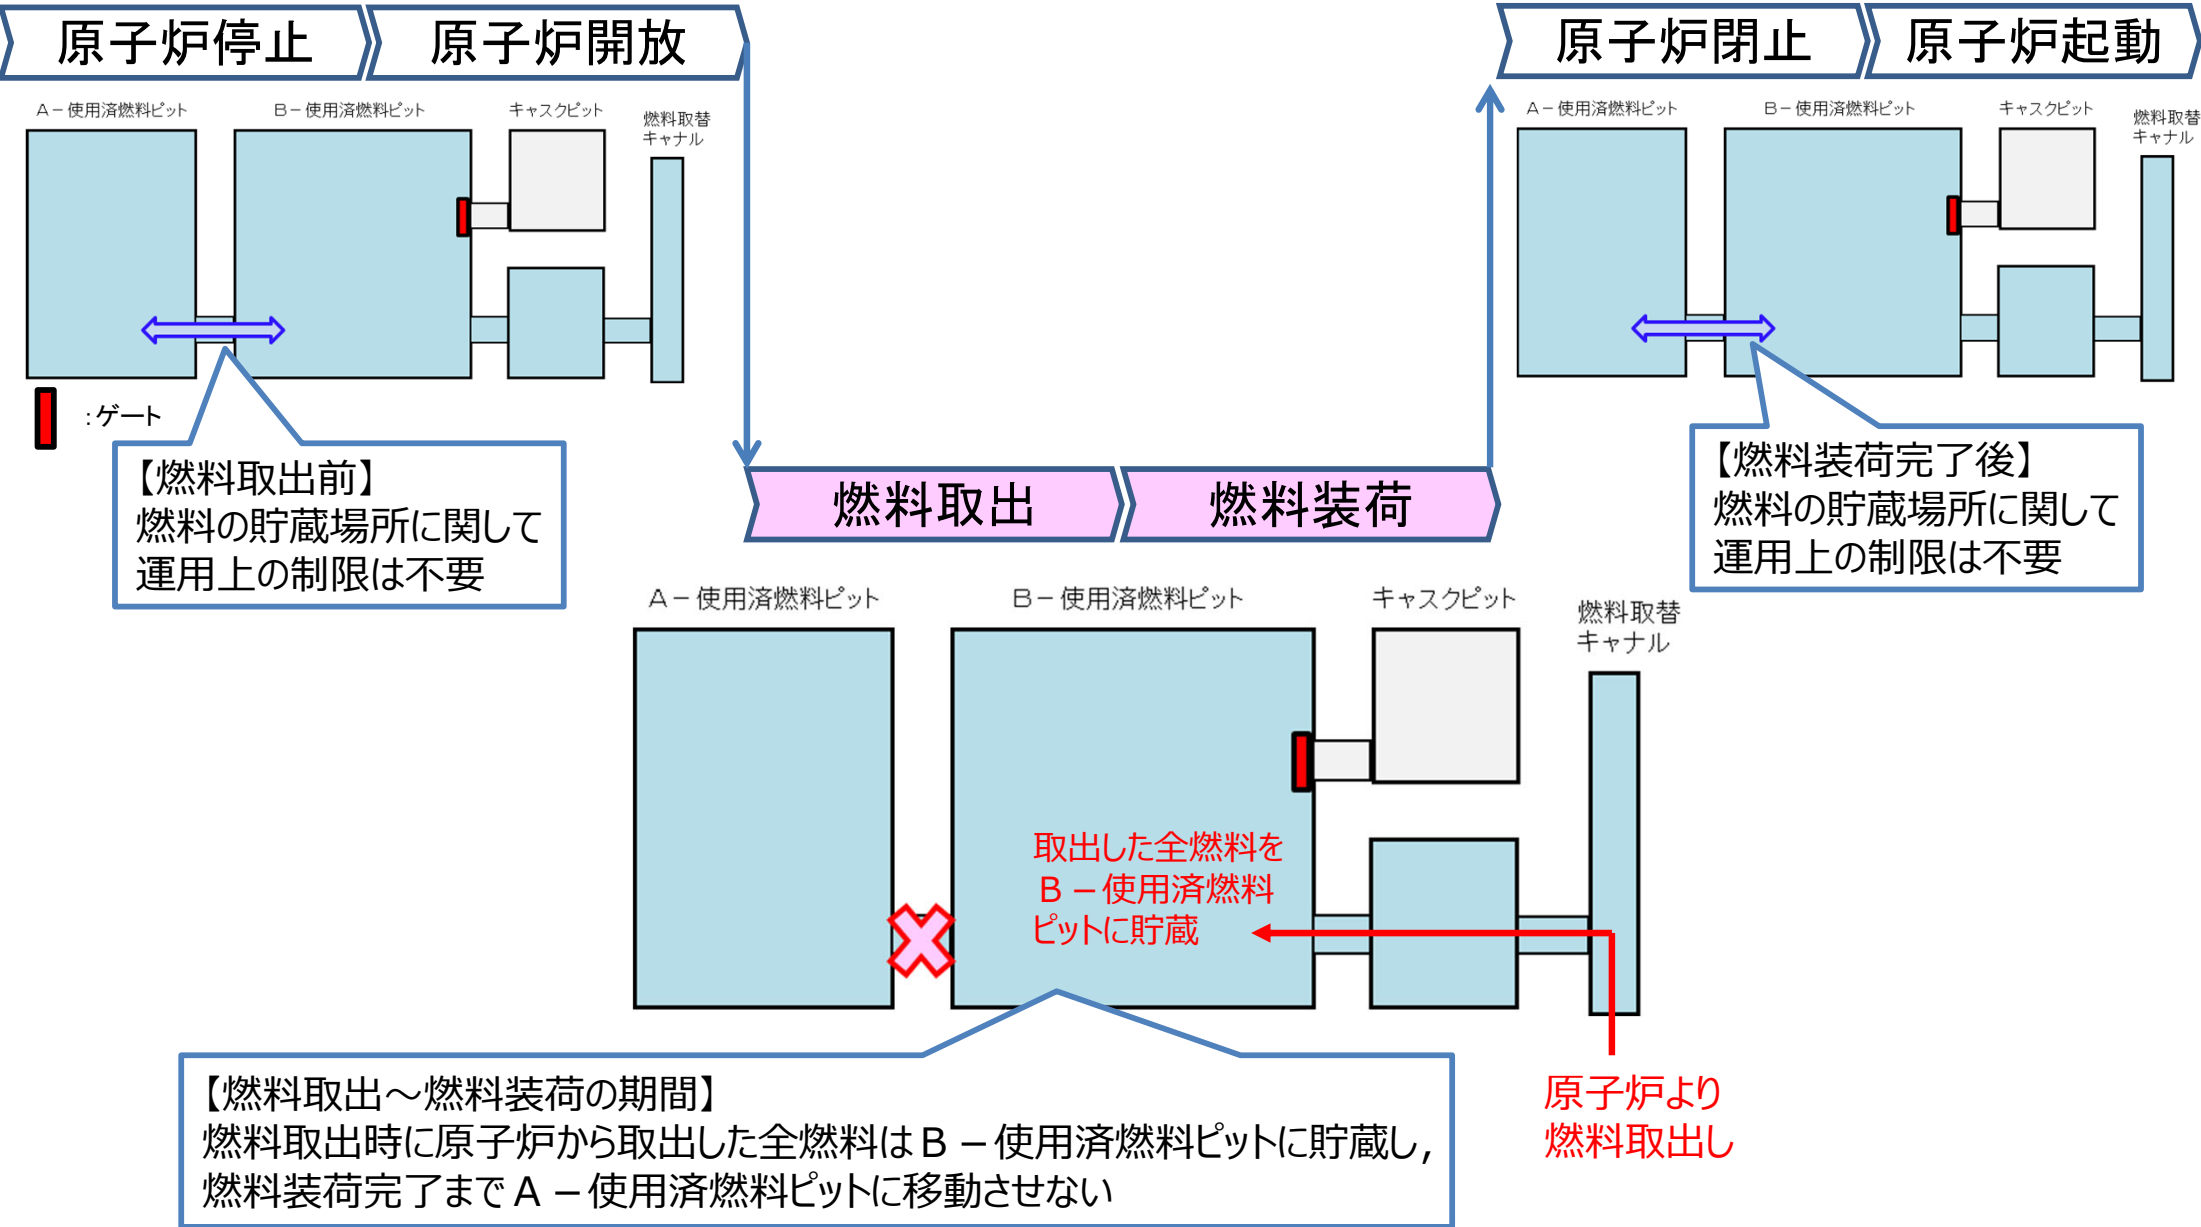 原子炉停止
原子炉開放
原子炉閉止
原子炉起動
A－使用済燃料ピット
B－使用済燃料ピット
キャスクピット
燃料取替
キャナル
：ゲート
【燃料取出前】
燃料の貯蔵場所に関して
運用上の制限は不要
A－使用済燃料ピット
B－使用済燃料ピット
キャスクピット
燃料取替
キャナル
【燃料装荷完了後】
燃料の貯蔵場所に関して
運用上の制限は不要
燃料取出
燃料装荷
A－使用済燃料ピット
B－使用済燃料ピット
キャスクピット
燃料取替
キャナル
取出した全燃料を
B－使用済燃料
ピットに貯蔵
原子炉より
燃料取出し
【燃料取出～燃料装荷の期間】
燃料取出時に原子炉から取出した全燃料はB－使用済燃料ピットに貯蔵し，
燃料装荷完了までA－使用済燃料ピットに移動させない